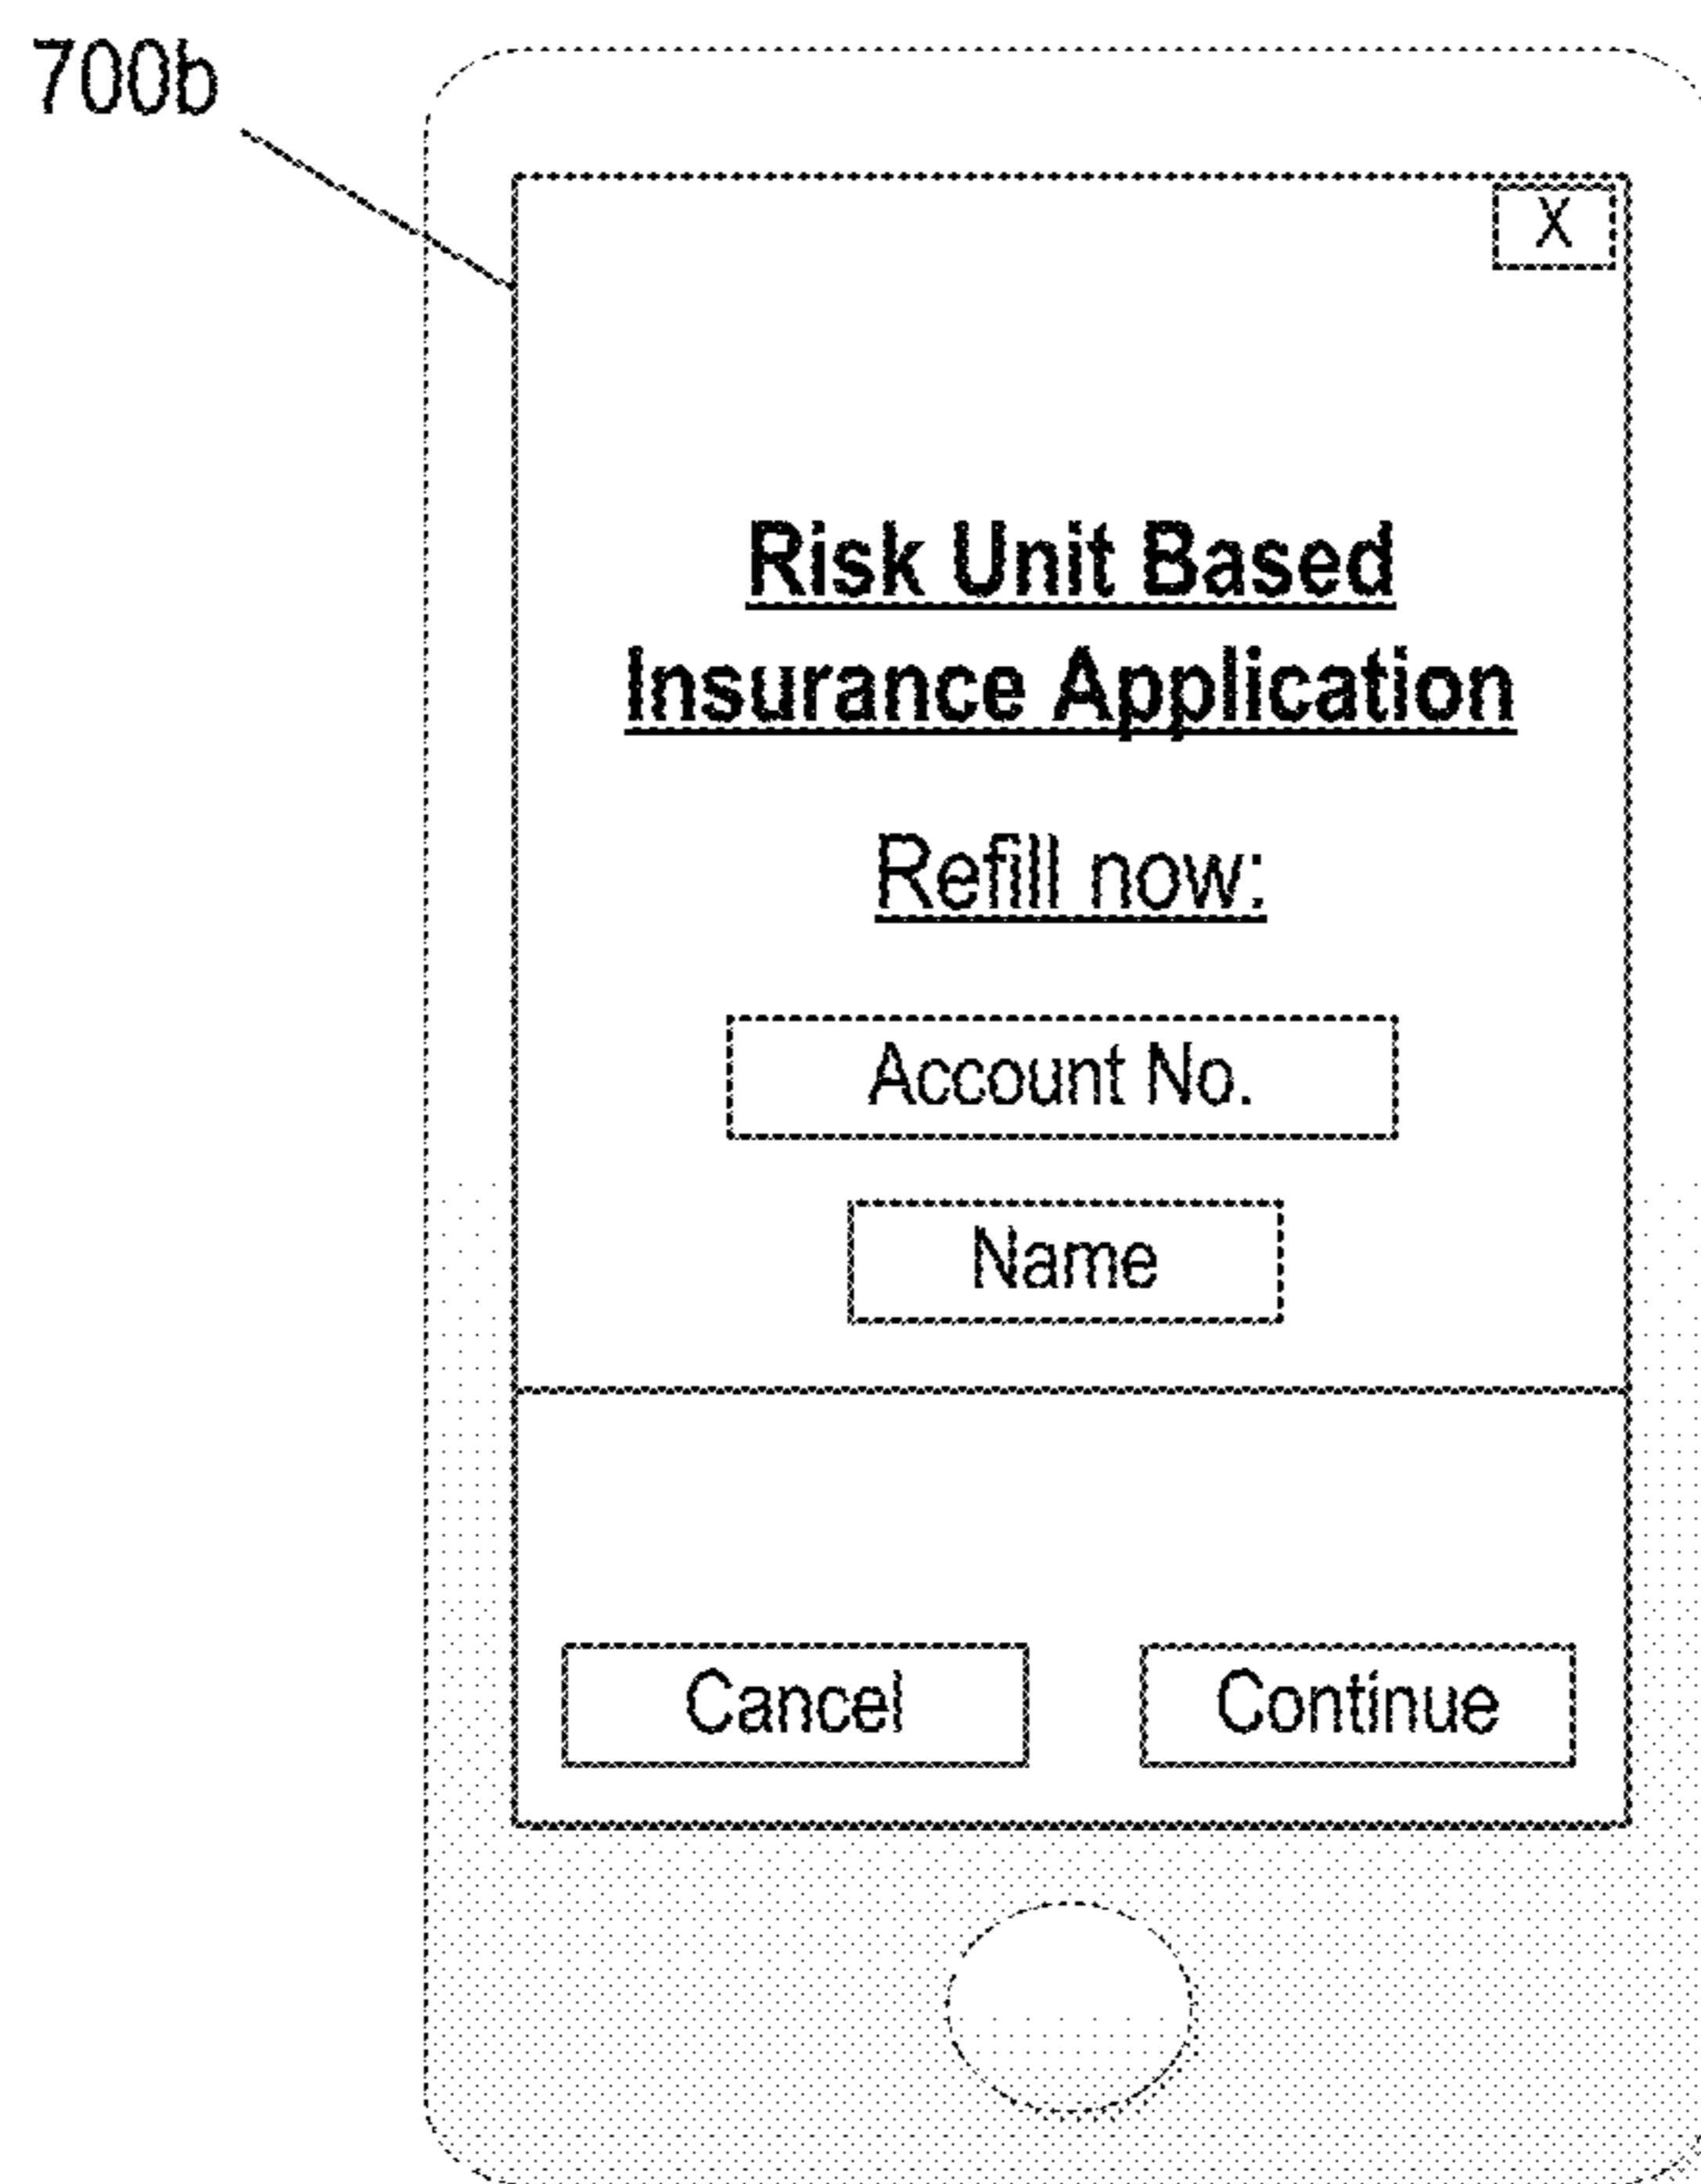 700b
X
Risk Unit Based
Insurance Application
Refill now:
Account No.
Name
Cancel
Continue